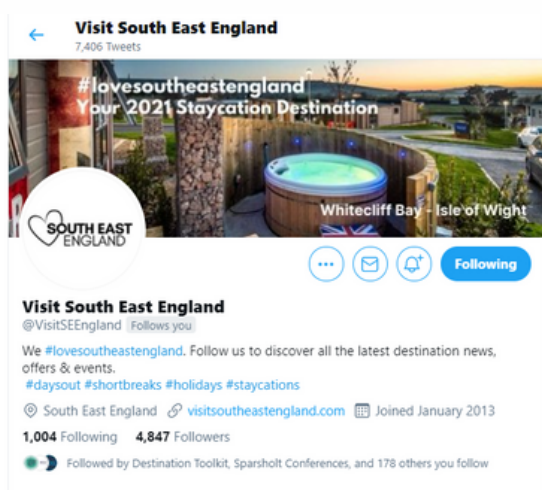 Visit South East England
7,406 Tweets
#lovesoutheastengland
Your 2021 Staycation Destination
Whitecliff Bay - Isle of Wight
SOUTH EAST
ENGLAND
Following
Visit South East England
@VisitSEEngland Follows you
We #lovesoutheastengland. Follow us to discover all the latest destination news,
offers & events.
#daysout #shortbreaks #holidays #staycations
South East England visitsoutheastengland.com Joined January 2013
1,004 Following 4,847 Followers
Followed by Destination Toolkit, Sparsholt Conferences, and 178 others you follow